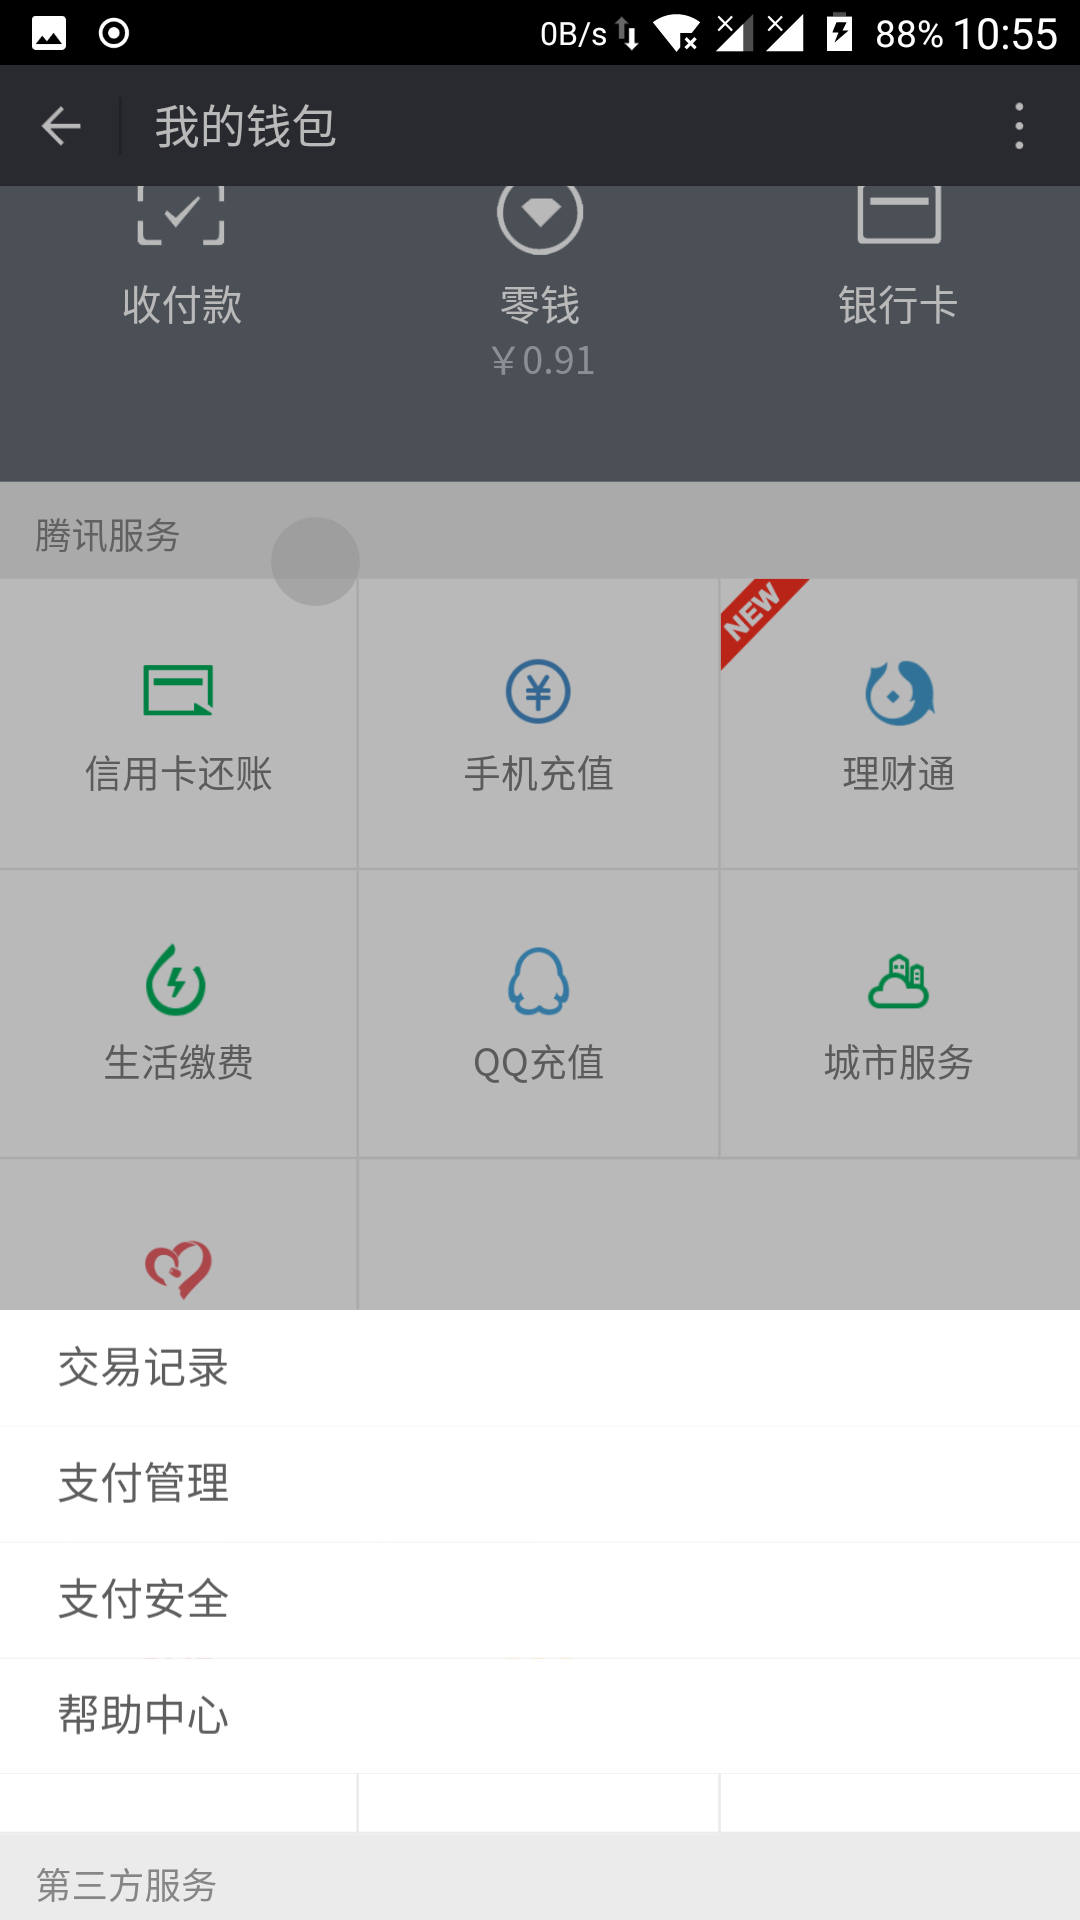 0B/s 88% 10:55
我的钱包
收付款 零钱 银行卡
￥0.91
腾讯服务
NEW
信用卡还账 手机充值 理财通
生活缴费 QQ充值 城市服务
交易记录
支付管理
支付安全
帮助中心
第三方服务